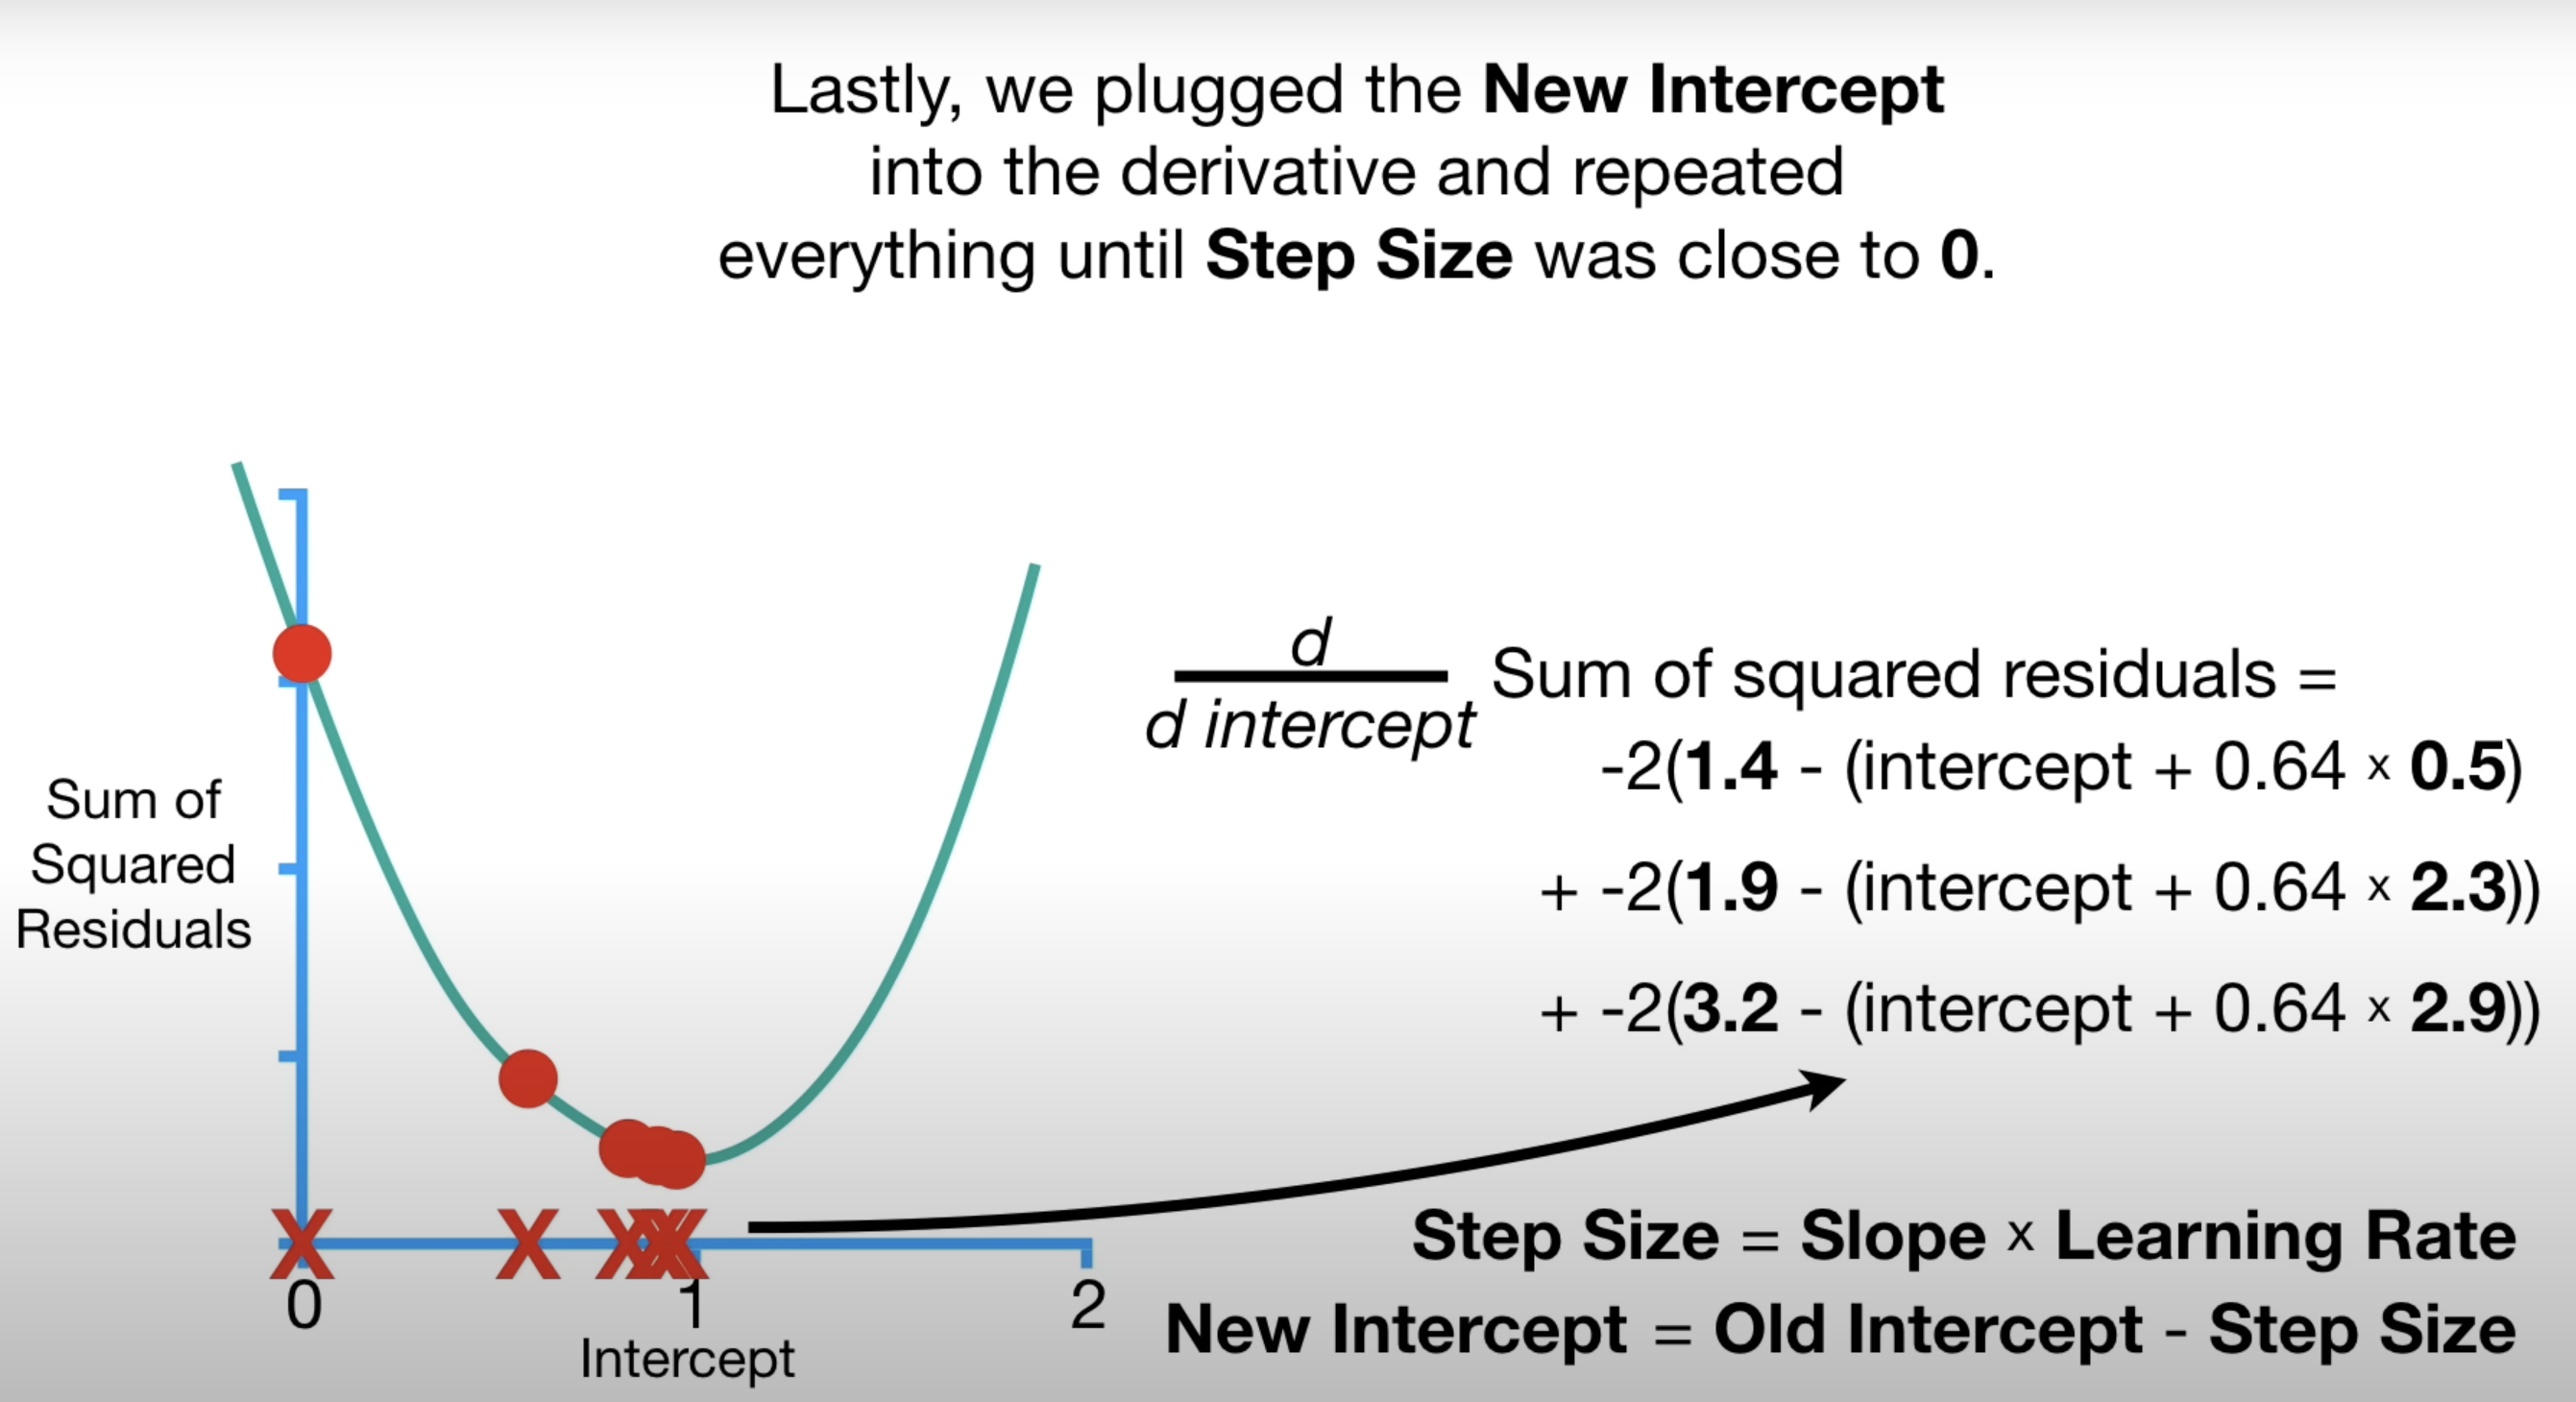 Lastly, we plugged the New Intercept
into the derivative and repeated
everything until Step Size was close to 0.
Sum of
Squared
Residuals
d
d intercept
Sum of squared residuals =
-2(1.4 - (intercept + 0.64 x 0.5)
+ -2(1.9 - (intercept + 0.64 x 2.3))
+ -2(3.2 - (intercept + 0.64 x 2.9))
X X X X X X
0 1 2
Intercept
Step Size = Slope x Learning Rate
New Intercept = Old Intercept - Step Size